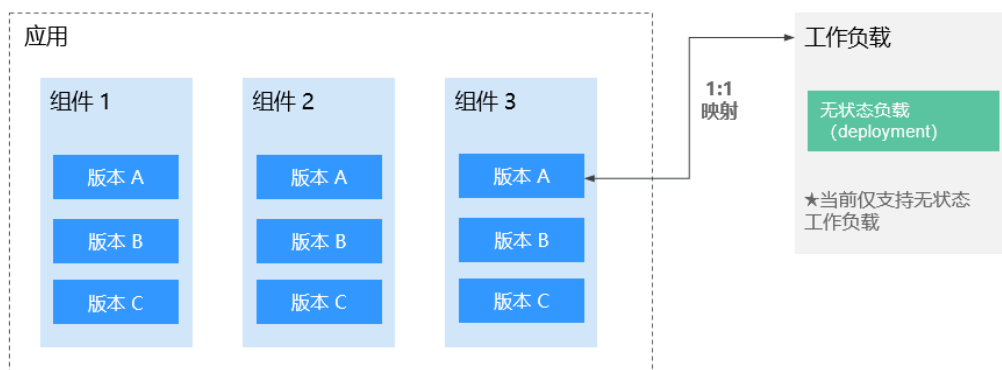 应用
组件 1
版本 A
版本 B
版本 C
组件 2
版本 A
版本 B
版本 C
组件 3
版本 A
版本 B
版本 C
1:1
映射
工作负载
无状态负载
（deployment）
★当前仅支持无状态
工作负载